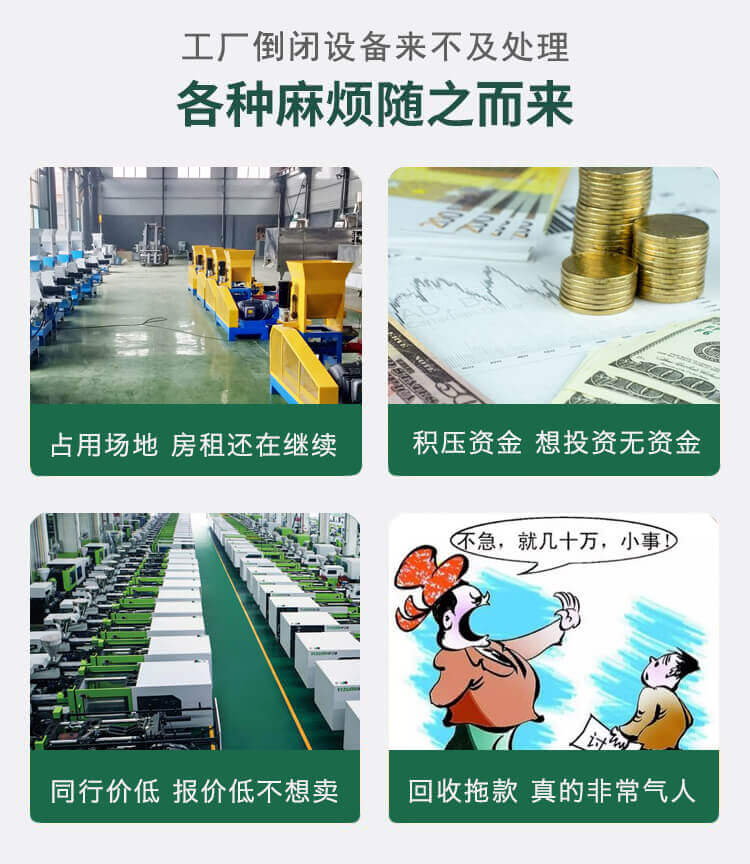 工厂倒闭设备来不及处理
各种麻烦随之而来
占用场地 房租还在继续
积压资金 想投资无资金
不急，就几十万，小事！
同行价低 报价低不想卖
回收拖款 真的非常气人